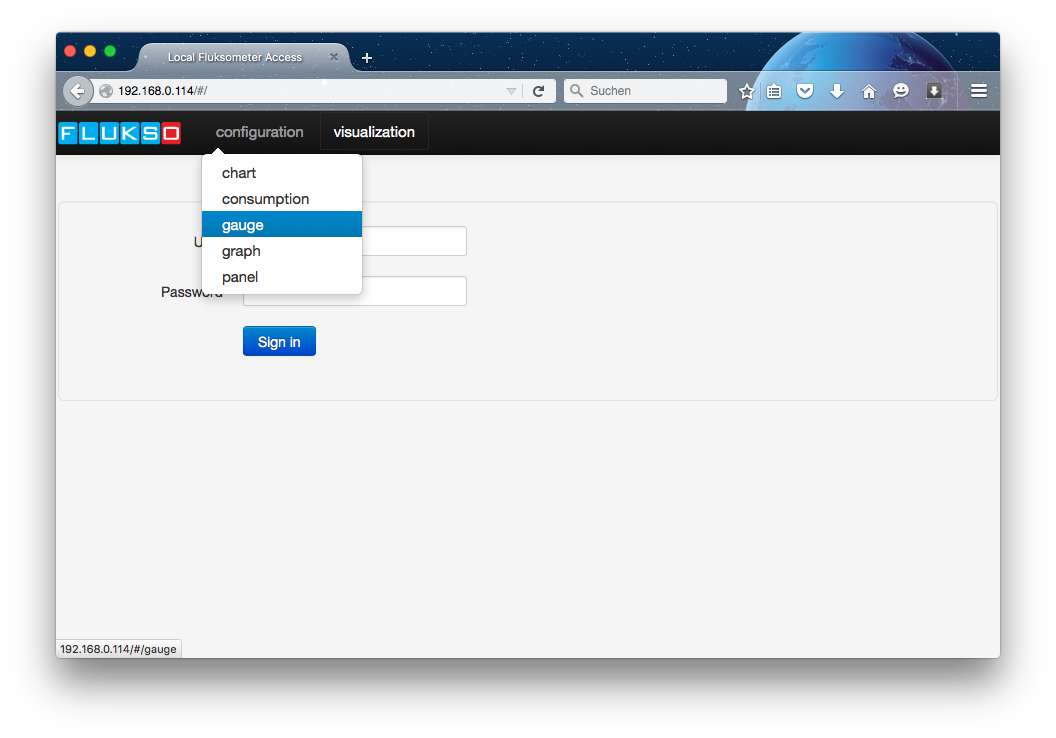 Local Fluksometer Access
192.168.0.114/#/
Suchen
FLUKSO configuration visualization
chart
consumption
gauge
graph
panel
U
Password
Sign in
192.168.0.114/#/gauge